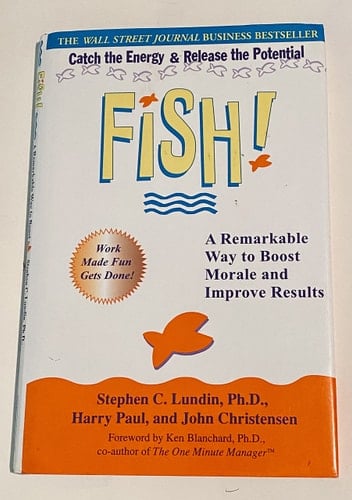 THE WALL STREET JOURNAL BUSINESS BESTSELLER
Catch the Energy & Release the Potential
FiSH!
A Remarkable
Way to Boost
Morale and
Improve Results
Work
Made Fun
Gets Done!
Stephen C. Lundin, Ph.D.,
Harry Paul, and John Christensen
Foreword by Ken Blanchard, Ph.D.,
co-author of The One Minute Manager™